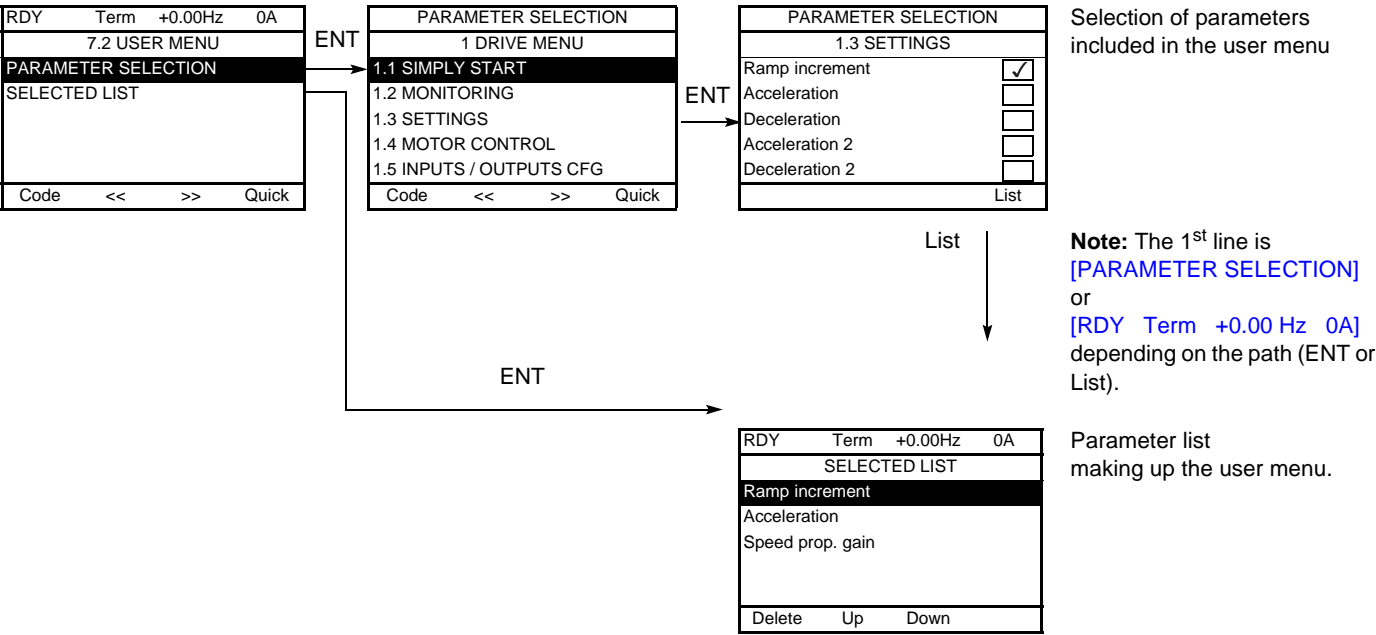 RDY Term +0.00Hz 0A
7.2 USER MENU
PARAMETER SELECTION
SELECTED LIST
Code << >> Quick
ENT
PARAMETER SELECTION
1 DRIVE MENU
1.1 SIMPLY START
1.2 MONITORING
1.3 SETTINGS
1.4 MOTOR CONTROL
1.5 INPUTS / OUTPUTS CFG
Code << >> Quick
ENT
PARAMETER SELECTION
1.3 SETTINGS
Ramp increment ✓
Acceleration
Deceleration
Acceleration 2
Deceleration 2
List
Selection of parameters
included in the user menu
List
Note: The 1st line is
[PARAMETER SELECTION]
or
[RDY Term +0.00 Hz 0A]
depending on the path (ENT or
List).
ENT
RDY Term +0.00Hz 0A
SELECTED LIST
Ramp increment
Acceleration
Speed prop. gain
Delete Up Down
Parameter list
making up the user menu.